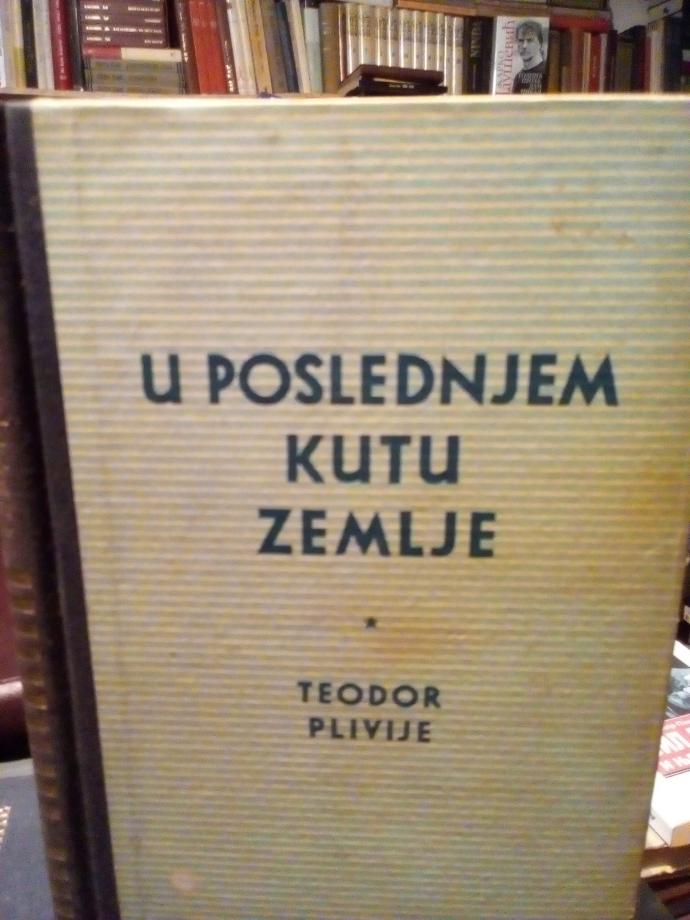 U POSLEDNJEM
KUTU
ZEMLJE
*
TEODOR
PLIVIJE